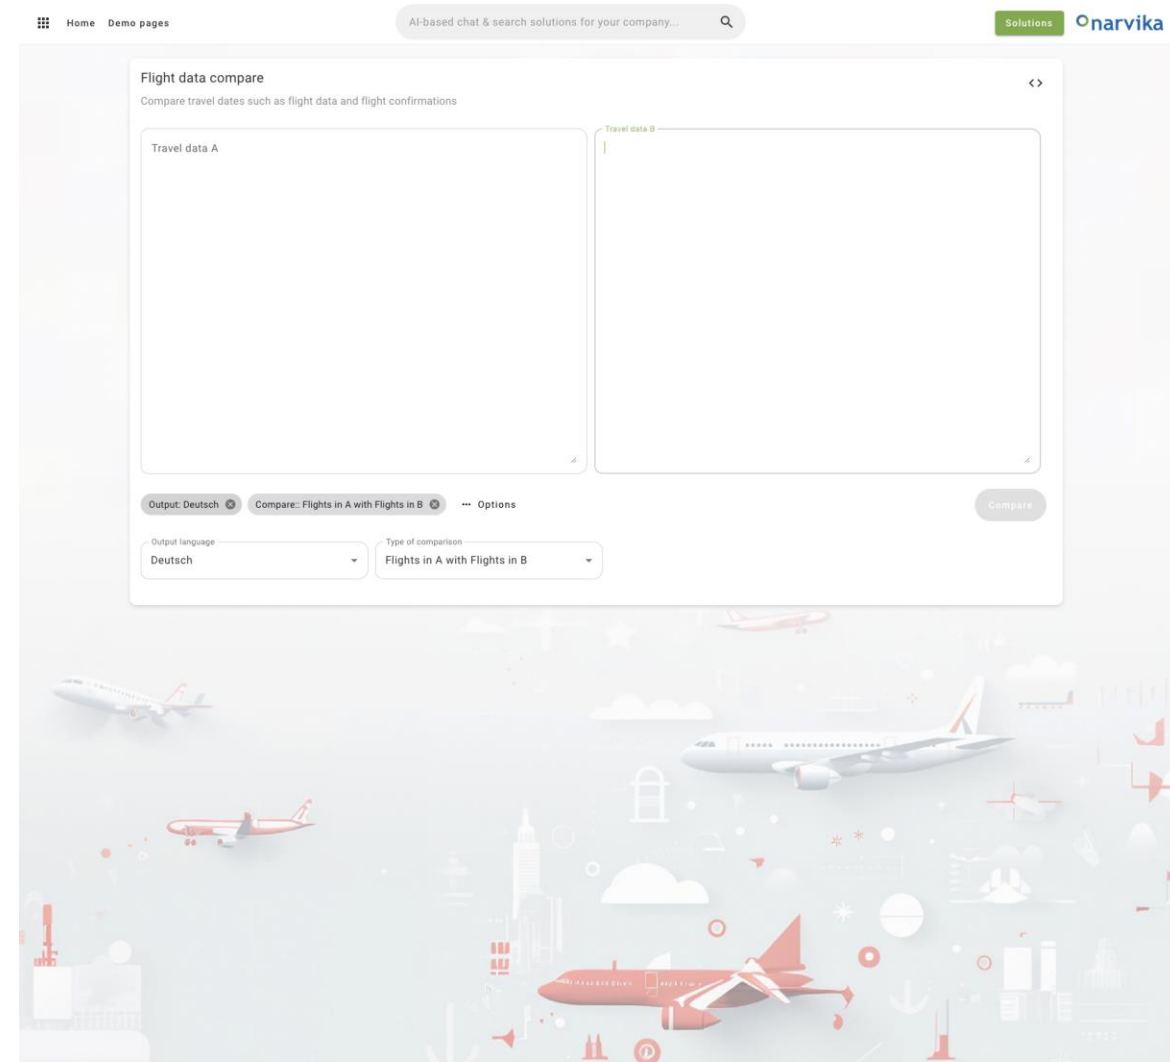 Home Demo pages AI-based chat & search solutions for your company... Solutions narvika
Flight data compare
Compare travel dates such as flight data and flight confirmations
Travel data A
Travel data B
Output: Deutsch Compare:: Flights in A with Flights in B ··· Options Compare
Output language
Deutsch
Type of comparison
Flights in A with Flights in B